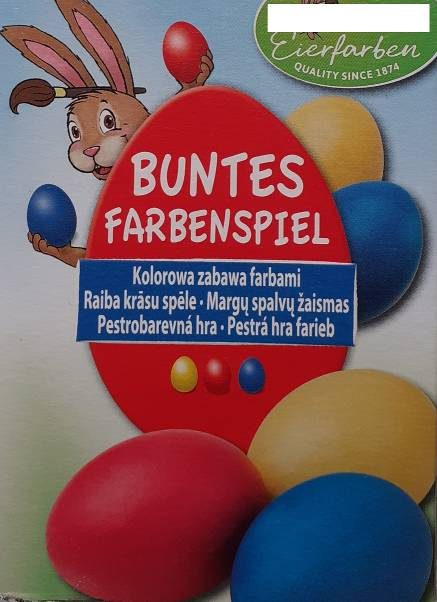 Eierfarben
QUALITY SINCE 1874
BUNTES
FARBENSPIEL
Kolorowa zabawa farbami
Raiba krāsu spēle · Margų spalvų žaismas
Pestrobarevná hra · Pestrá hra farieb